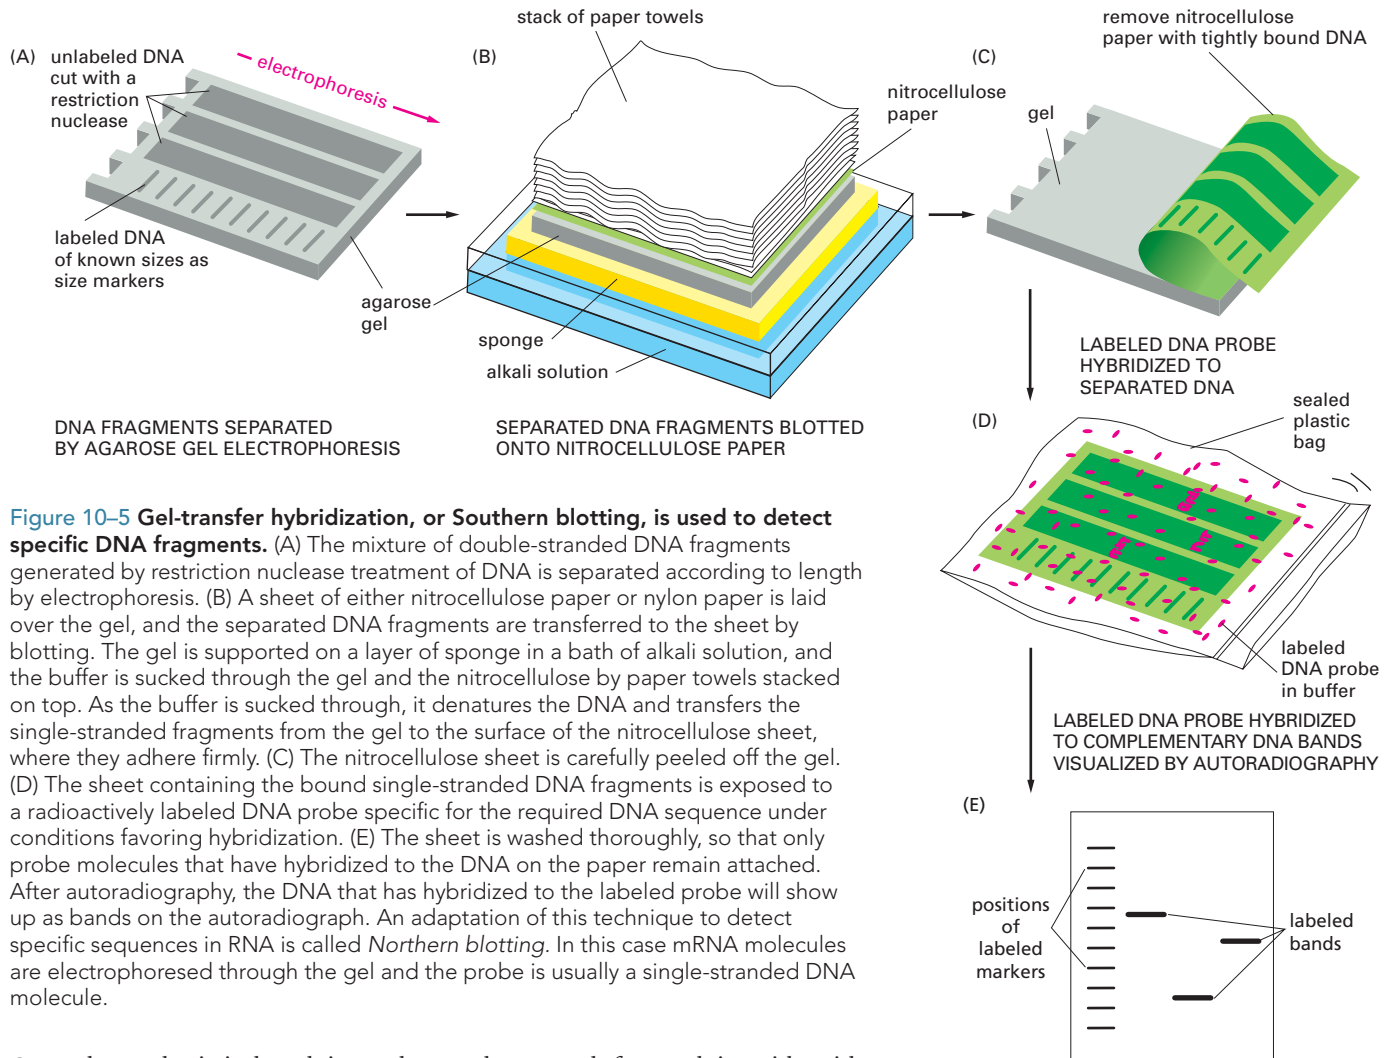 (A)
unlabeled DNA
cut with a
restriction
nuclease
electrophoresis
labeled DNA
of known sizes as
size markers
agarose
gel
DNA FRAGMENTS SEPARATED
BY AGAROSE GEL ELECTROPHORESIS
(B)
stack of paper towels
nitrocellulose
paper
sponge
alkali solution
SEPARATED DNA FRAGMENTS BLOTTED
ONTO NITROCELLULOSE PAPER
(C)
remove nitrocellulose
paper with tightly bound DNA
gel
LABELED DNA PROBE
HYBRIDIZED TO
SEPARATED DNA
(D)
sealed
plastic
bag
labeled
DNA probe
in buffer
LABELED DNA PROBE HYBRIDIZED
TO COMPLEMENTARY DNA BANDS
VISUALIZED BY AUTORADIOGRAPHY
(E)
positions
of
labeled
markers
labeled
bands
Figure 10–5 Gel-transfer hybridization, or Southern blotting, is used to detect
specific DNA fragments. (A) The mixture of double-stranded DNA fragments
generated by restriction nuclease treatment of DNA is separated according to length
by electrophoresis. (B) A sheet of either nitrocellulose paper or nylon paper is laid
over the gel, and the separated DNA fragments are transferred to the sheet by
blotting. The gel is supported on a layer of sponge in a bath of alkali solution, and
the buffer is sucked through the gel and the nitrocellulose by paper towels stacked
on top. As the buffer is sucked through, it denatures the DNA and transfers the
single-stranded fragments from the gel to the surface of the nitrocellulose sheet,
where they adhere firmly. (C) The nitrocellulose sheet is carefully peeled off the gel.
(D) The sheet containing the bound single-stranded DNA fragments is exposed to
a radioactively labeled DNA probe specific for the required DNA sequence under
conditions favoring hybridization. (E) The sheet is washed thoroughly, so that only
probe molecules that have hybridized to the DNA on the paper remain attached.
After autoradiography, the DNA that has hybridized to the labeled probe will show
up as bands on the autoradiograph. An adaptation of this technique to detect
specific sequences in RNA is called Northern blotting. In this case mRNA molecules
are electrophoresed through the gel and the probe is usually a single-stranded DNA
molecule.